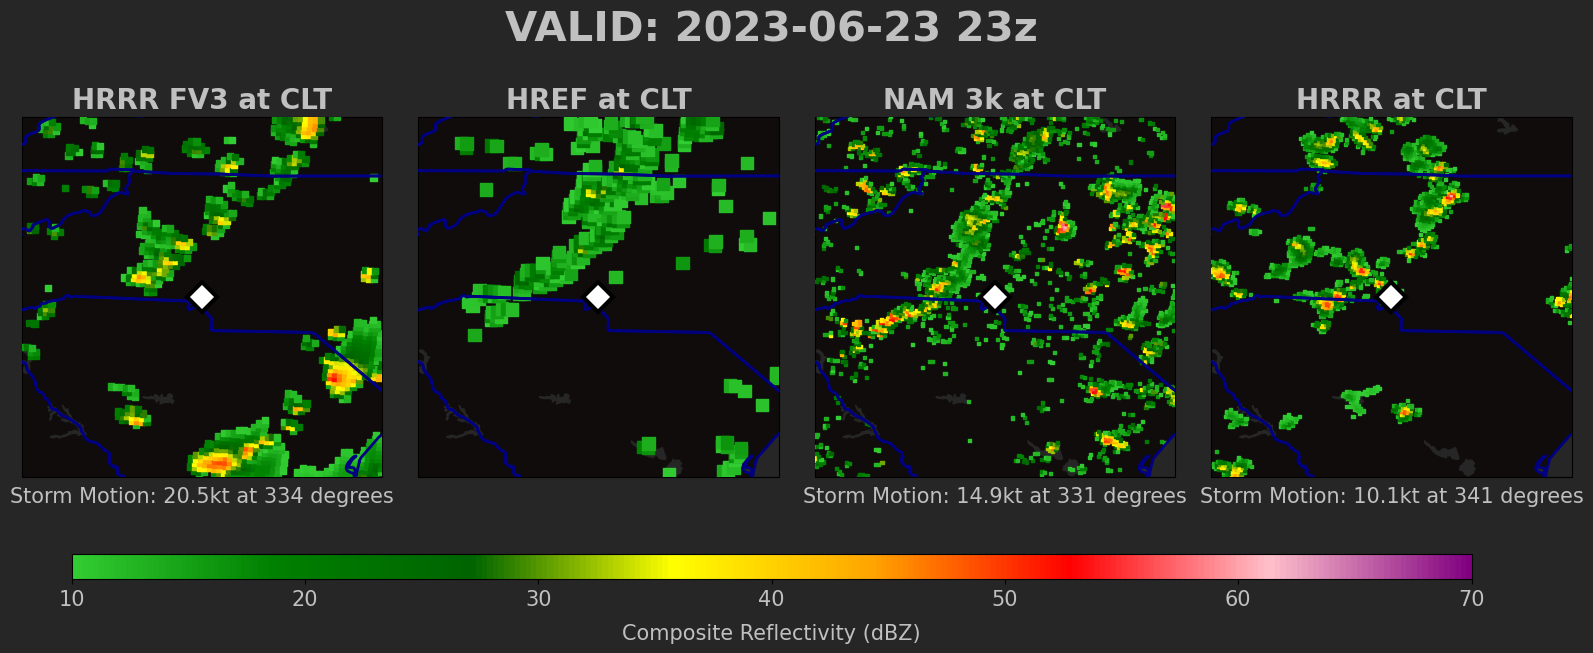 VALID: 2023-06-23 23z
HRRR FV3 at CLT
HREF at CLT
NAM 3k at CLT
HRRR at CLT
Storm Motion: 20.5kt at 334 degrees
Storm Motion: 14.9kt at 331 degrees
Storm Motion: 10.1kt at 341 degrees
10 20 30 40 50 60 70
Composite Reflectivity (dBZ)